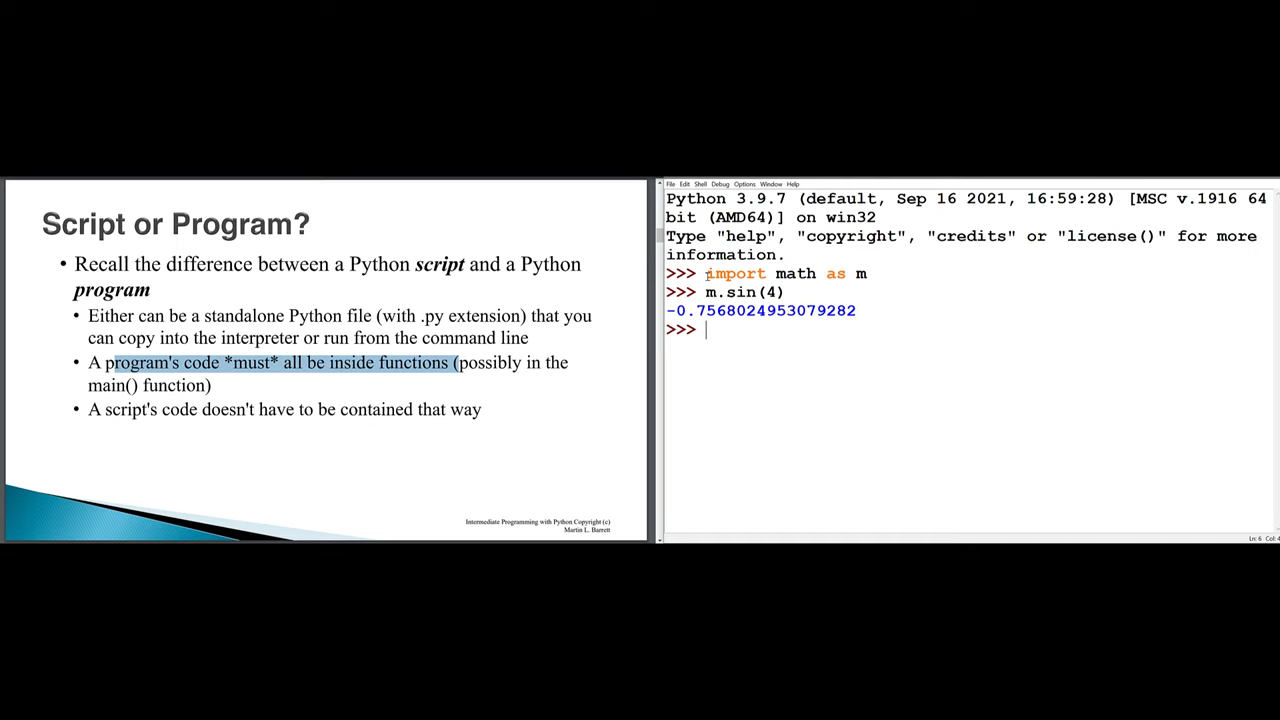 Script or Program?
• Recall the difference between a Python script and a Python
program
• Either can be a standalone Python file (with .py extension) that you
can copy into the interpreter or run from the command line
• A program's code *must* all be inside functions (possibly in the
main() function)
• A script's code doesn't have to be contained that way
Intermediate Programming with Python Copyright (c)
Martin L. Barrett
File Edit Shell Debug Options Window Help
Python 3.9.7 (default, Sep 16 2021, 16:59:28) [MSC v.1916 64
bit (AMD64)] on win32
Type "help", "copyright", "credits" or "license()" for more
information.
>>> import math as m
>>> m.sin(4)
-0.7568024953079282
>>>
Ln: 6 Col: 4